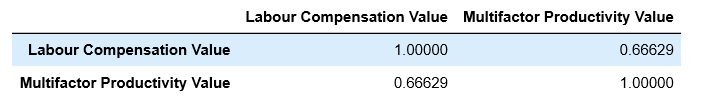 Labour Compensation Value Multifactor Productivity Value
Labour Compensation Value 1.00000 0.66629
Multifactor Productivity Value 0.66629 1.00000